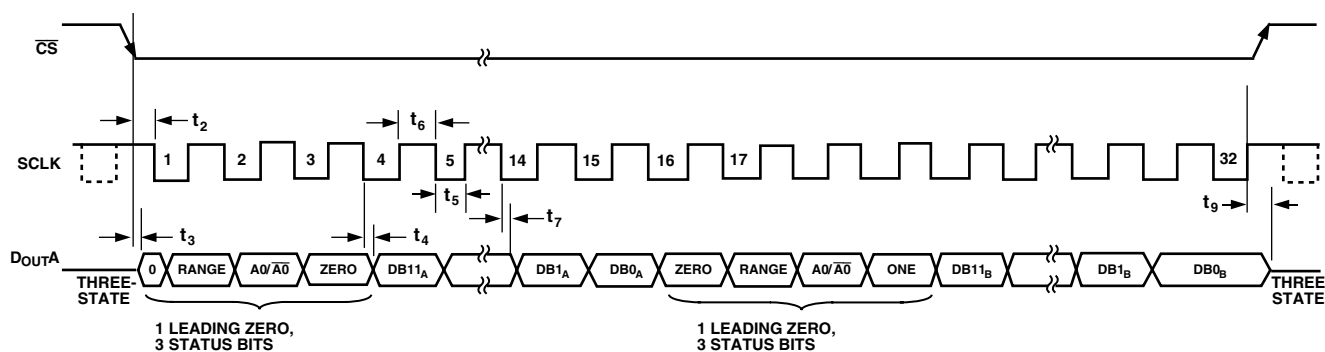 CS
t2
t6
SCLK
1 2 3 4 5 14 15 16 17 32
t5
t7
t9
t3
t4
DOUTA
0 RANGE A0/A0 ZERO DB11A DB1A DB0A ZERO RANGE A0/A0 ONE DB11B DB1B DB0B
THREE-
STATE
THREE
STATE
1 LEADING ZERO,
3 STATUS BITS
1 LEADING ZERO,
3 STATUS BITS